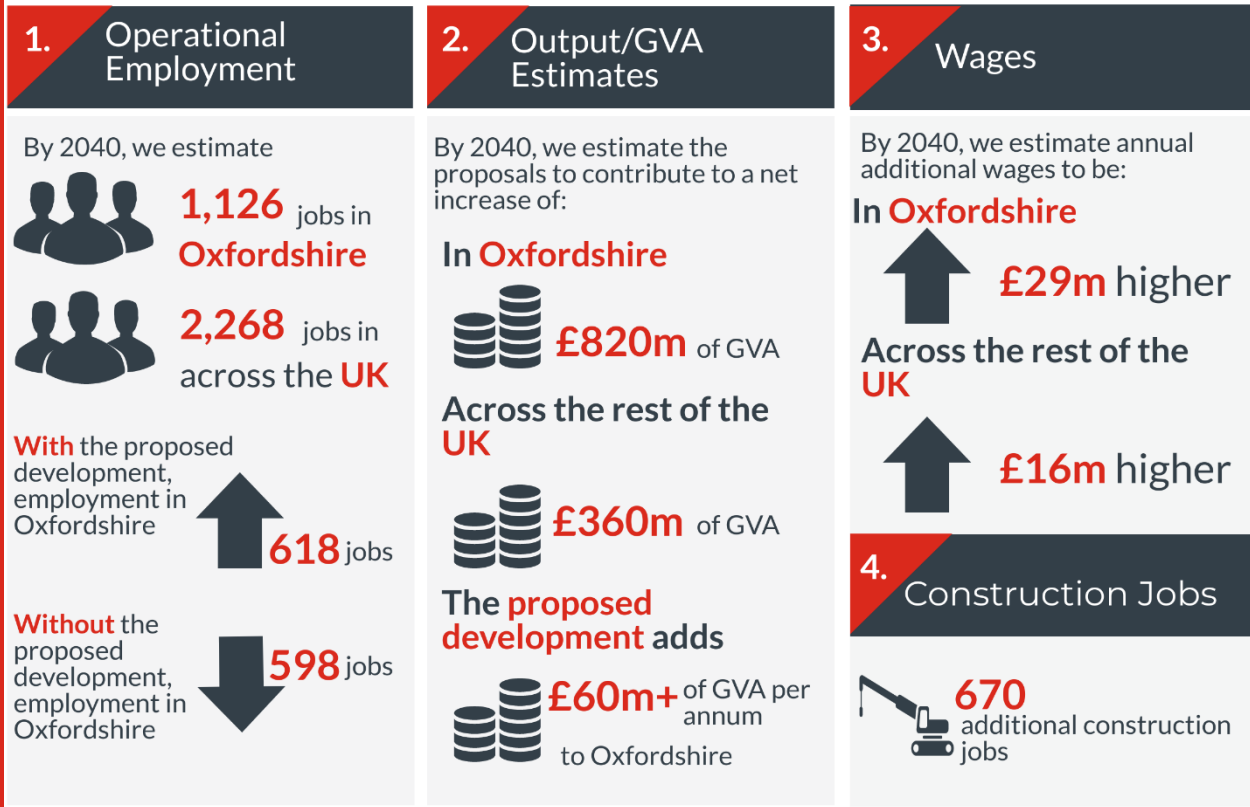 1.
Operational
Employment
By 2040, we estimate
1,126 jobs in
Oxfordshire
2,268 jobs in
across the UK
With the proposed
development,
employment in
Oxfordshire
618 jobs
Without the
proposed
development,
employment in
Oxfordshire
598 jobs
2.
Output/GVA
Estimates
By 2040, we estimate the
proposals to contribute to a net
increase of:
In Oxfordshire
£820m of GVA
Across the rest of the
UK
£360m of GVA
The proposed
development adds
£60m+ of GVA per
annum
to Oxfordshire
3.
Wages
By 2040, we estimate annual
additional wages to be:
In Oxfordshire
£29m higher
Across the rest of the
UK
£16m higher
4.
Construction Jobs
670
additional construction
jobs